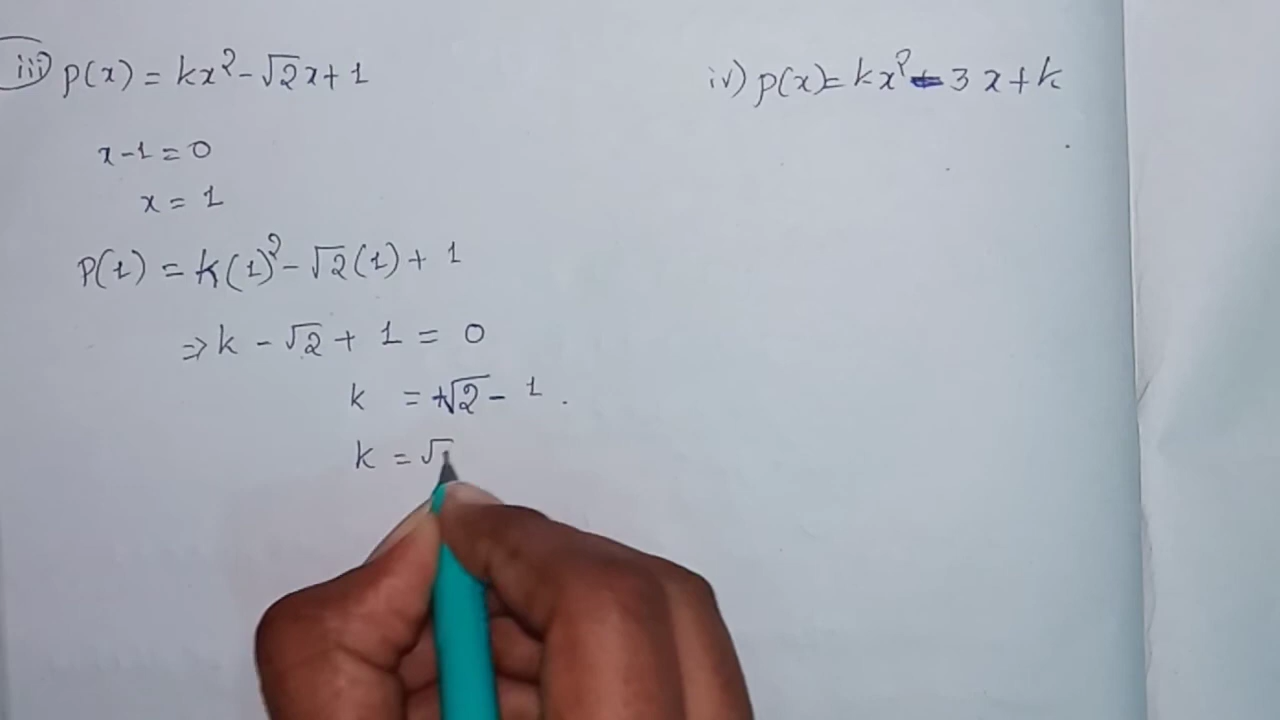 iii) p(x) = kx² - √2x + 1
x - 1 = 0
x = 1
P(1) = k(1)² - √2(1) + 1
⇒ k - √2 + 1 = 0
k = +√2 - 1 .
k = √
iv) p(x) = kx² - 3x + k